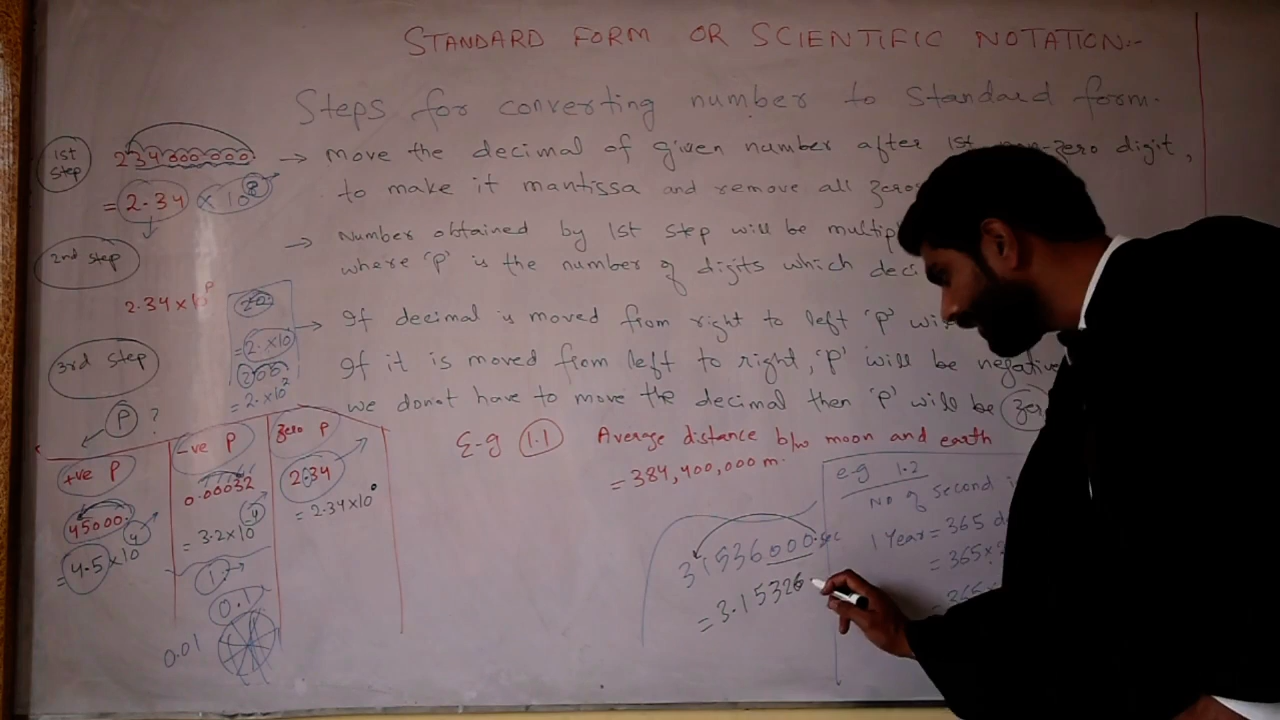 STANDARD FORM OR SCIENTIFIC NOTATION:-
Steps for converting number to Standard form.
1st step
234000000
= 2.34 × 10^8
→ move the decimal of given number after 1st non-zero digit,
to make it mantissa and remove all zeros
→ Number obtained by 1st step will be
where 'P' is the number of digits which
2nd step
2.34 × 10^P
200
= 2. × 10
200
= 2. × 10^2
→ If decimal is moved from right to left 'P'
If it is moved from left to right, 'P' will be negative
we donot have to move the decimal then 'P' will be
3rd step
P ?
+ve P
45000.
= 4.5 × 10^4
-ve P
0.00032
= 3.2 × 10^-4
1
0.1
0.01
Zero P
2.34
= 2.34 × 10^0
E-g 1.1 Average distance b/w moon and earth
= 384,400,000 m.
31536000.sec
= 3.15326
e-g 1.2
No of second
1 Year = 365
= 365 ×
= 365